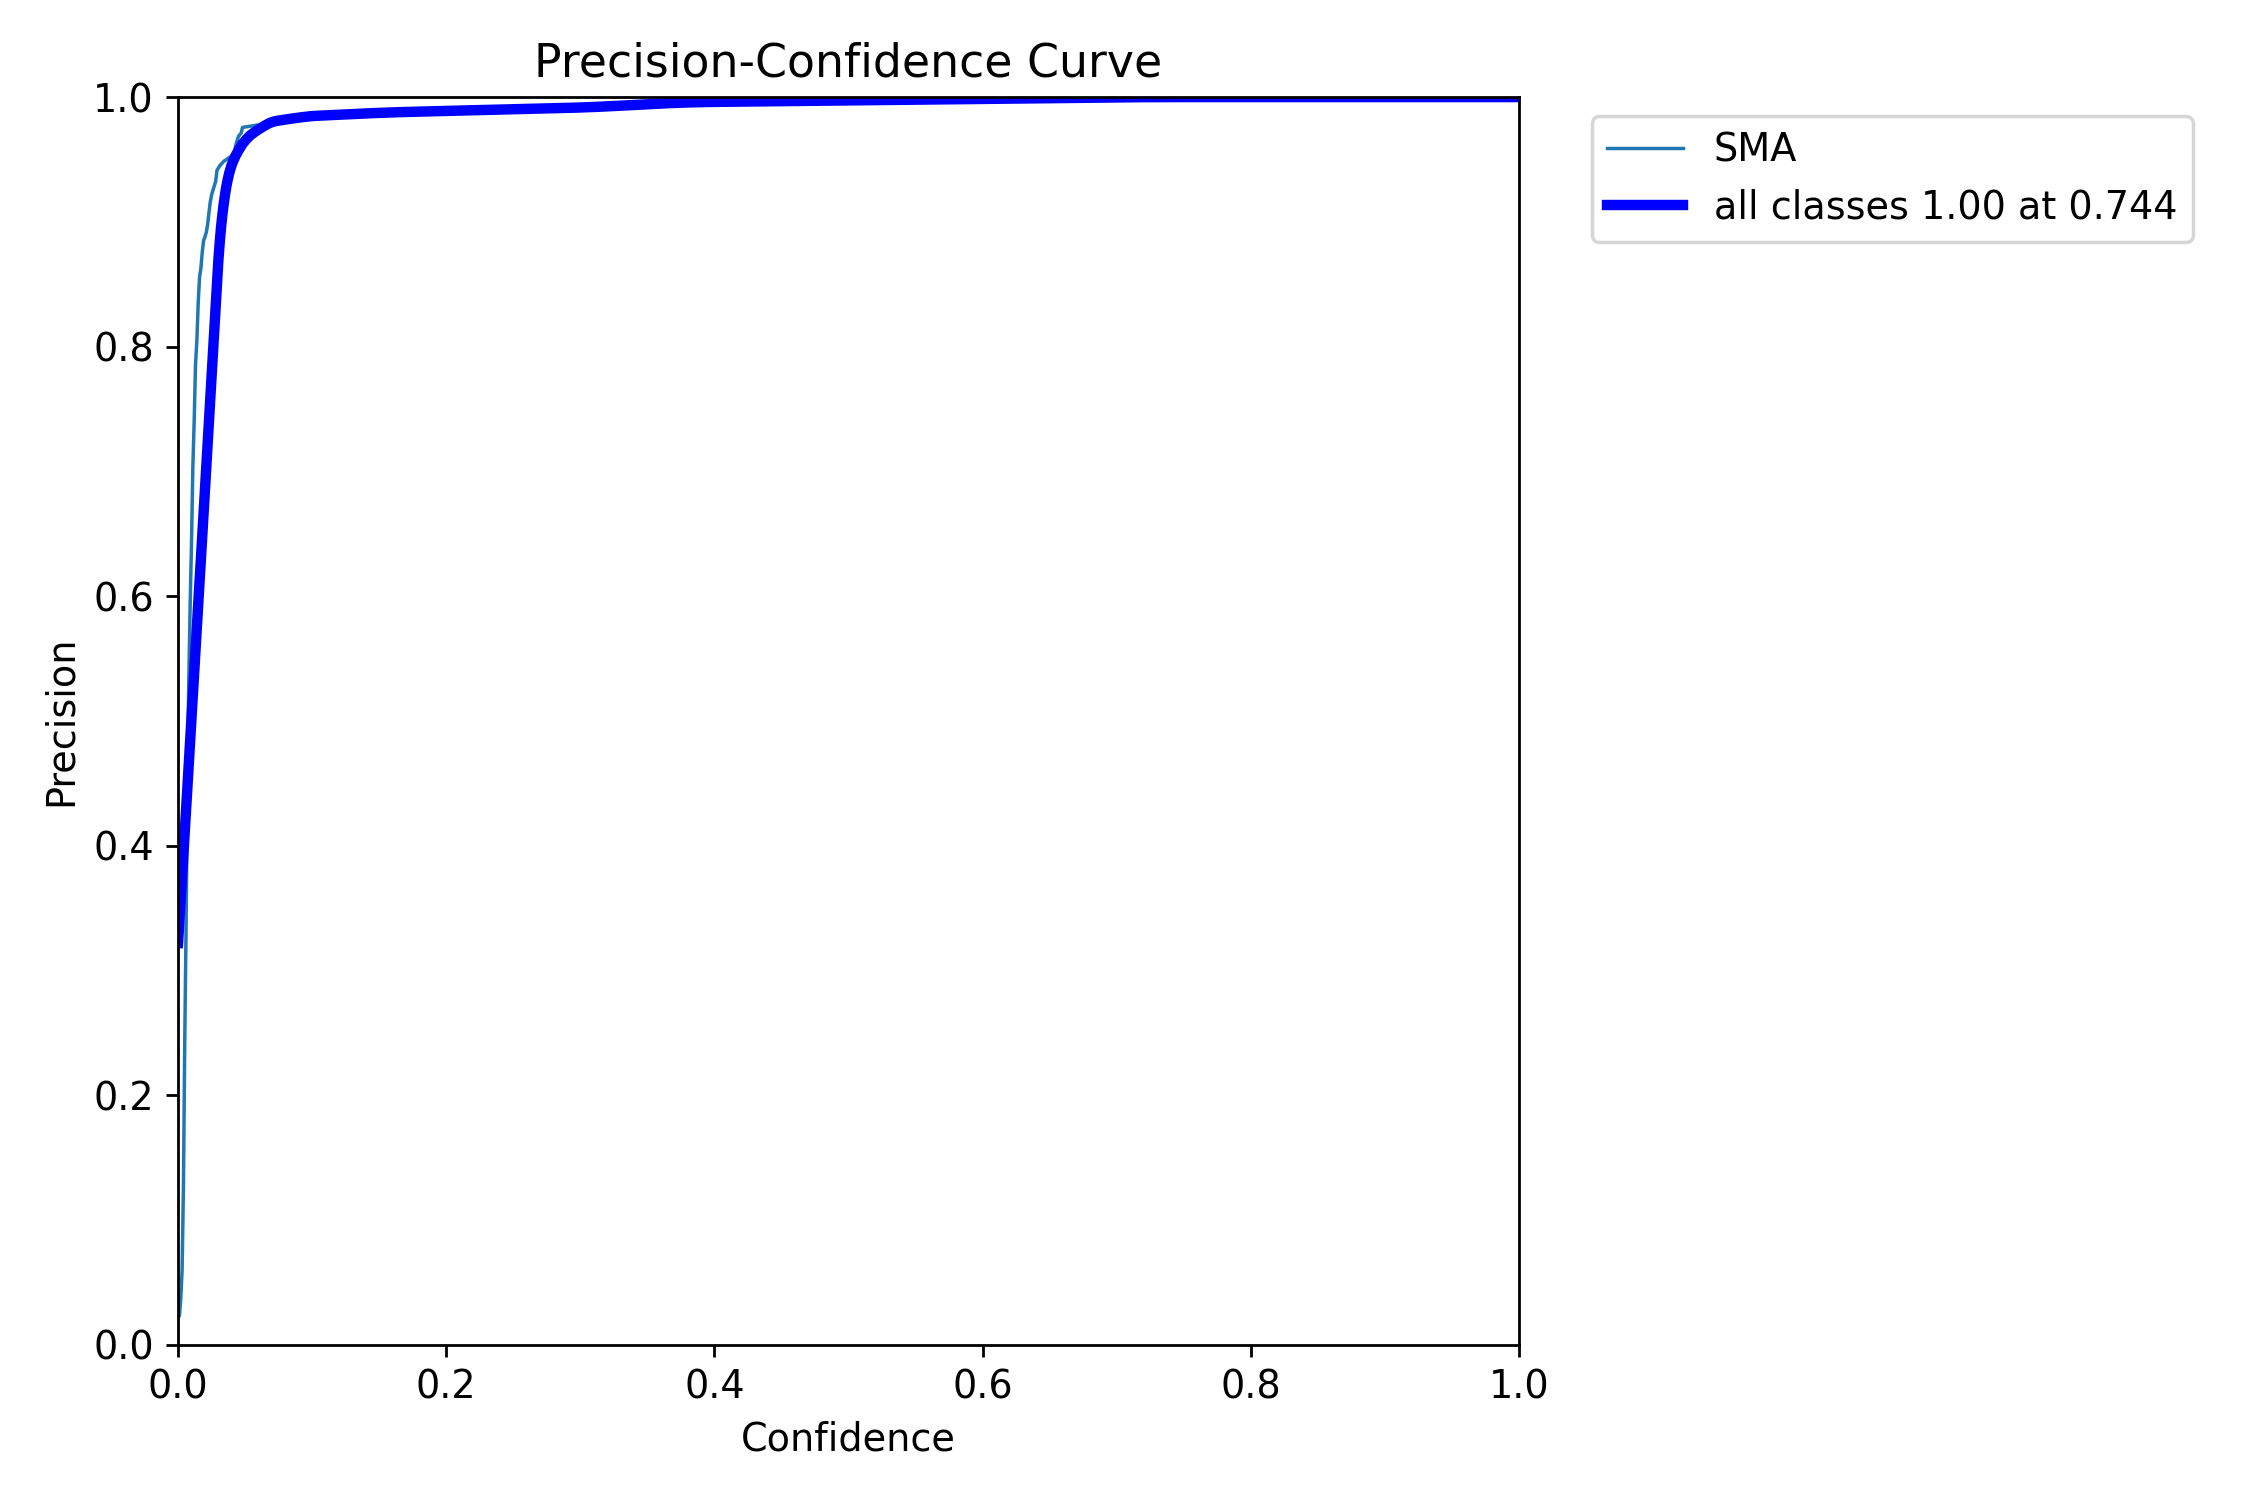 Precision-Confidence Curve
1.0
0.8
0.6
0.4
0.2
0.0
Precision
0.0 0.2 0.4 0.6 0.8 1.0
Confidence
SMA
all classes 1.00 at 0.744